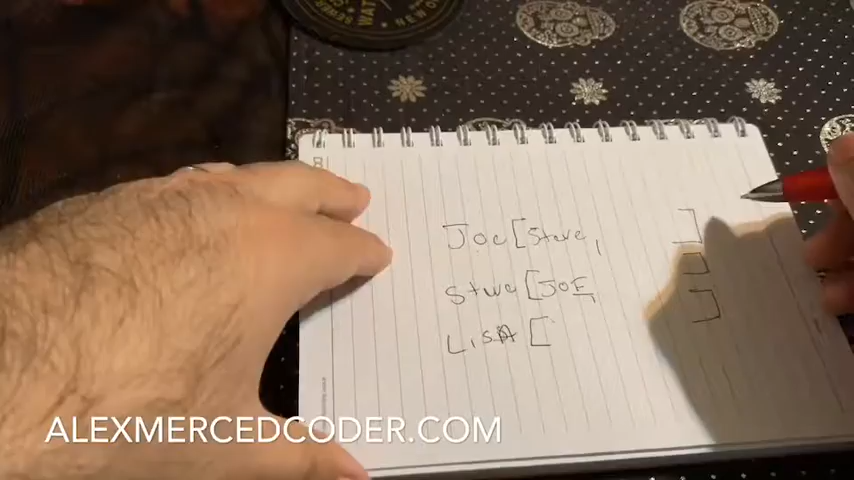 Joe [Steve, ]
Steve [JOE, ]
LISA [ ]
ALEXMERCEDCODER.COM